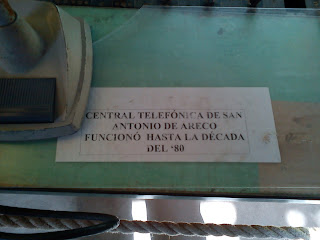 CENTRAL TELEFÓNICA DE SAN
ANTONIO DE ARECO
FUNCIONÓ HASTA LA DÉCADA
DEL ‘80